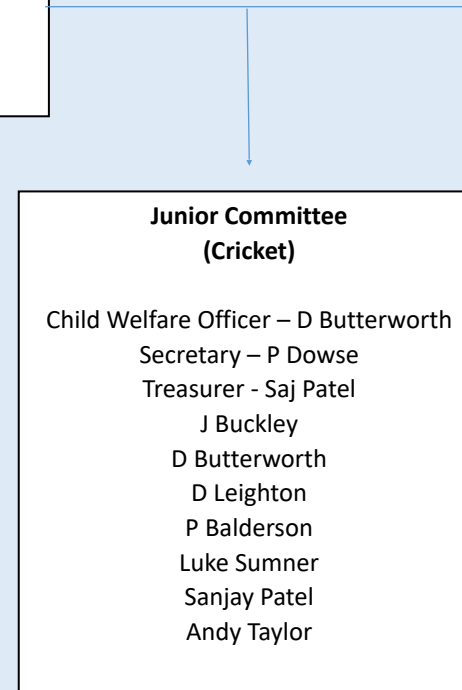 Junior Committee
(Cricket)
Child Welfare Officer – D Butterworth
Secretary – P Dowse
Treasurer - Saj Patel
J Buckley
D Butterworth
D Leighton
P Balderson
Luke Sumner
Sanjay Patel
Andy Taylor